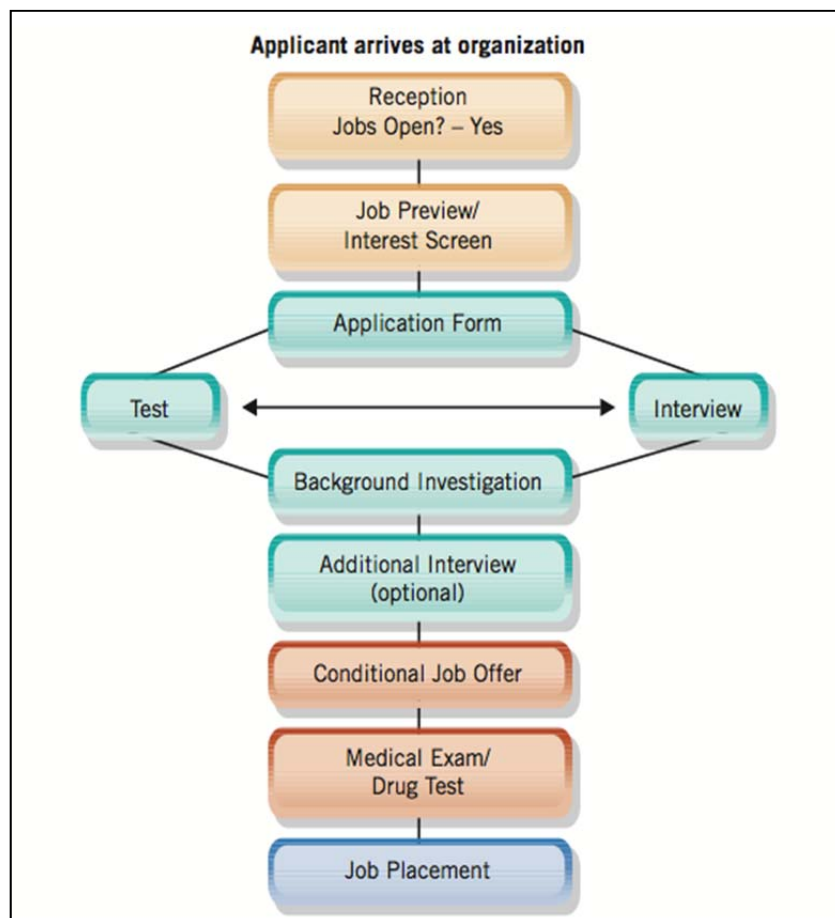 Applicant arrives at organization
Reception
Jobs Open? – Yes
Job Preview/
Interest Screen
Application Form
Test
Interview
Background Investigation
Additional Interview
(optional)
Conditional Job Offer
Medical Exam/
Drug Test
Job Placement